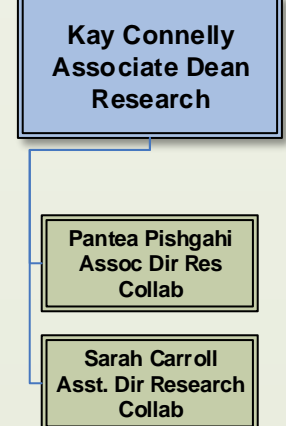 Kay Connelly
Associate Dean
Research
Pantea Pishgahi
Assoc Dir Res
Collab
Sarah Carroll
Asst. Dir Research
Collab